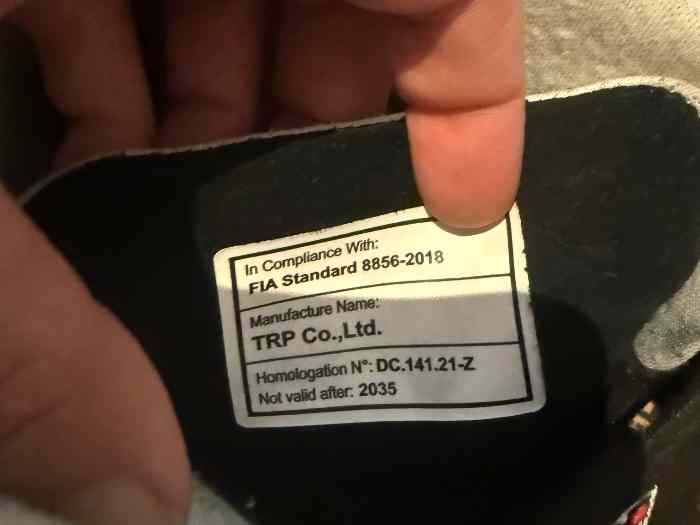 In Compliance With:
FIA Standard 8856-2018
Manufacture Name:
TRP Co.,Ltd.
Homologation N°: DC.141.21-Z
Not valid after: 2035